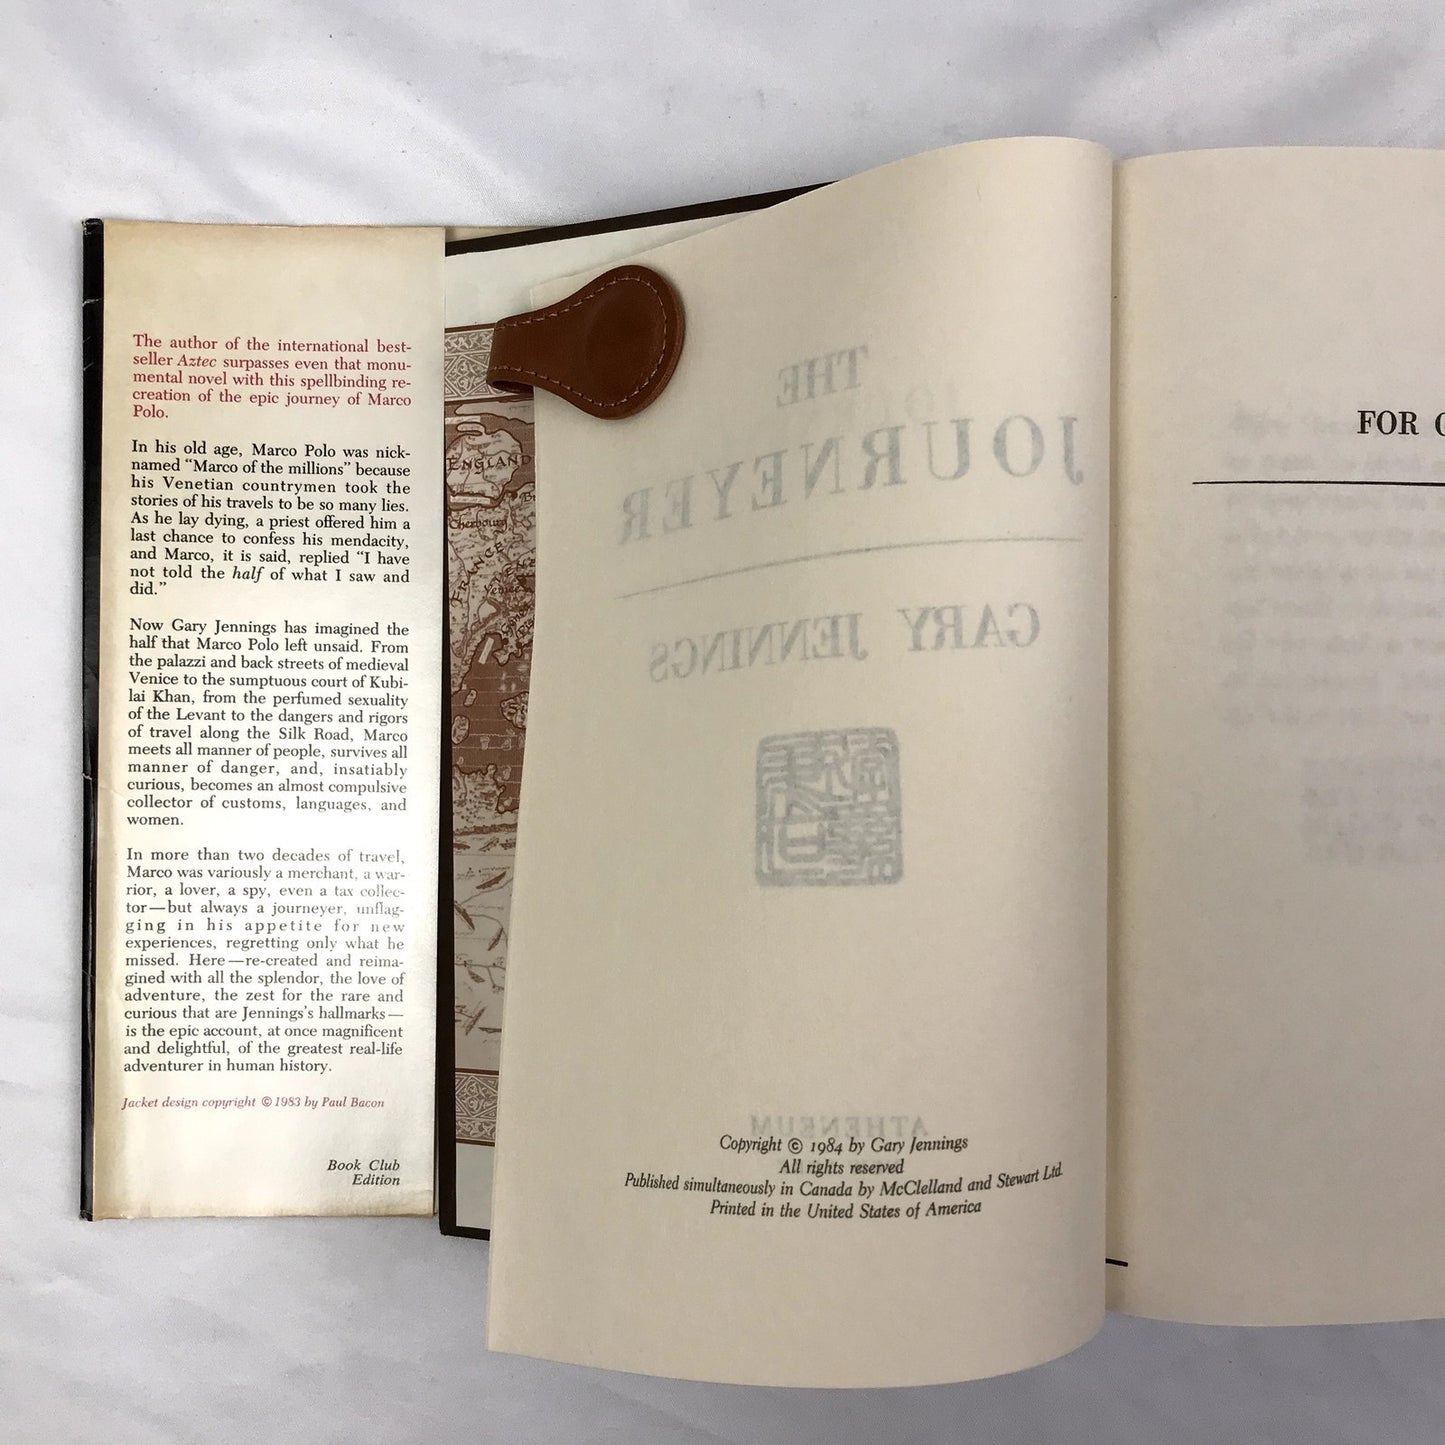 The author of the international best-
seller Aztec surpasses even that monu-
mental novel with this spellbinding re-
creation of the epic journey of Marco
Polo.
In his old age, Marco Polo was nick-
named “Marco of the millions” because
his Venetian countrymen took the
stories of his travels to be so many lies.
As he lay dying, a priest offered him a
last chance to confess his mendacity,
and Marco, it is said, replied “I have
not told the half of what I saw and
did.”
Now Gary Jennings has imagined the
half that Marco Polo left unsaid. From
the palazzi and back streets of medieval
Venice to the sumptuous court of Kubi-
lai Khan, from the perfumed sexuality
of the Levant to the dangers and rigors
of travel along the Silk Road, Marco
meets all manner of people, survives all
manner of danger, and, insatiably
curious, becomes an almost compulsive
collector of customs, languages, and
women.
In more than two decades of travel,
Marco was variously a merchant, a war-
rior, a lover, a spy, even a tax collec-
tor—but always a journeyer, unflag-
ging in his appetite for new
experiences, regretting only what he
missed. Here—re-created and reima-
gined with all the splendor, the love of
adventure, the zest for the rare and
curious that are Jennings's hallmarks—
is the epic account, at once magnificent
and delightful, of the greatest real-life
adventurer in human history.
Jacket design copyright © 1983 by Paul Bacon
Book Club
Edition
ENGLAND
Cherbourg
FRANCE
THE
JOURNEYER
GARY JENNINGS
ATHENEUM
Copyright © 1984 by Gary Jennings
All rights reserved
Published simultaneously in Canada by McClelland and Stewart Ltd.
Printed in the United States of America
FOR